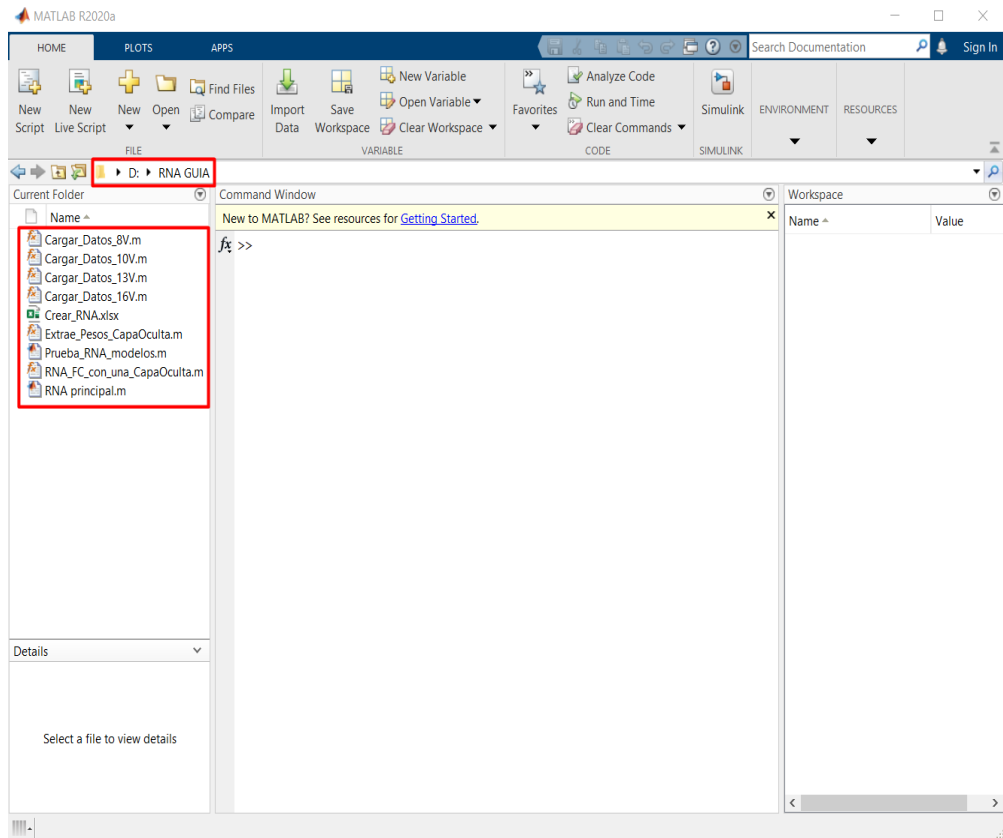 MATLAB R2020a
HOME PLOTS APPS Search Documentation Sign In
New Script
New Live Script
New
Open
Find Files
Compare
FILE
Import Data
Save Workspace
New Variable
Open Variable
Clear Workspace
VARIABLE
Favorites
Analyze Code
Run and Time
Clear Commands
CODE
Simulink
SIMULINK
ENVIRONMENT
RESOURCES
D: RNA GUIA
Current Folder
Name
Cargar_Datos_8V.m
Cargar_Datos_10V.m
Cargar_Datos_13V.m
Cargar_Datos_16V.m
Crear_RNA.xlsx
Extrae_Pesos_CapaOculta.m
Prueba_RNA_modelos.m
RNA_FC_con_una_CapaOculta.m
RNA principal.m
Details
Select a file to view details
Command Window
New to MATLAB? See resources for Getting Started.
fx >>
Workspace
Name Value